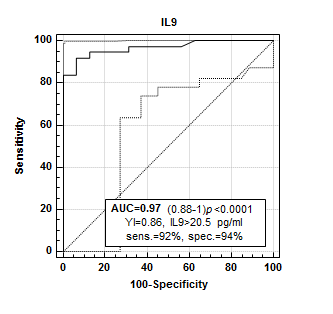 IL9
100
80
60
40
20
0
Sensitivity
AUC=0.97 (0.88-1)p<0.0001
YI=0.86, IL9>20.5 pg/ml
sens.=92%, spec.=94%
0 20 40 60 80 100
100-Specificity